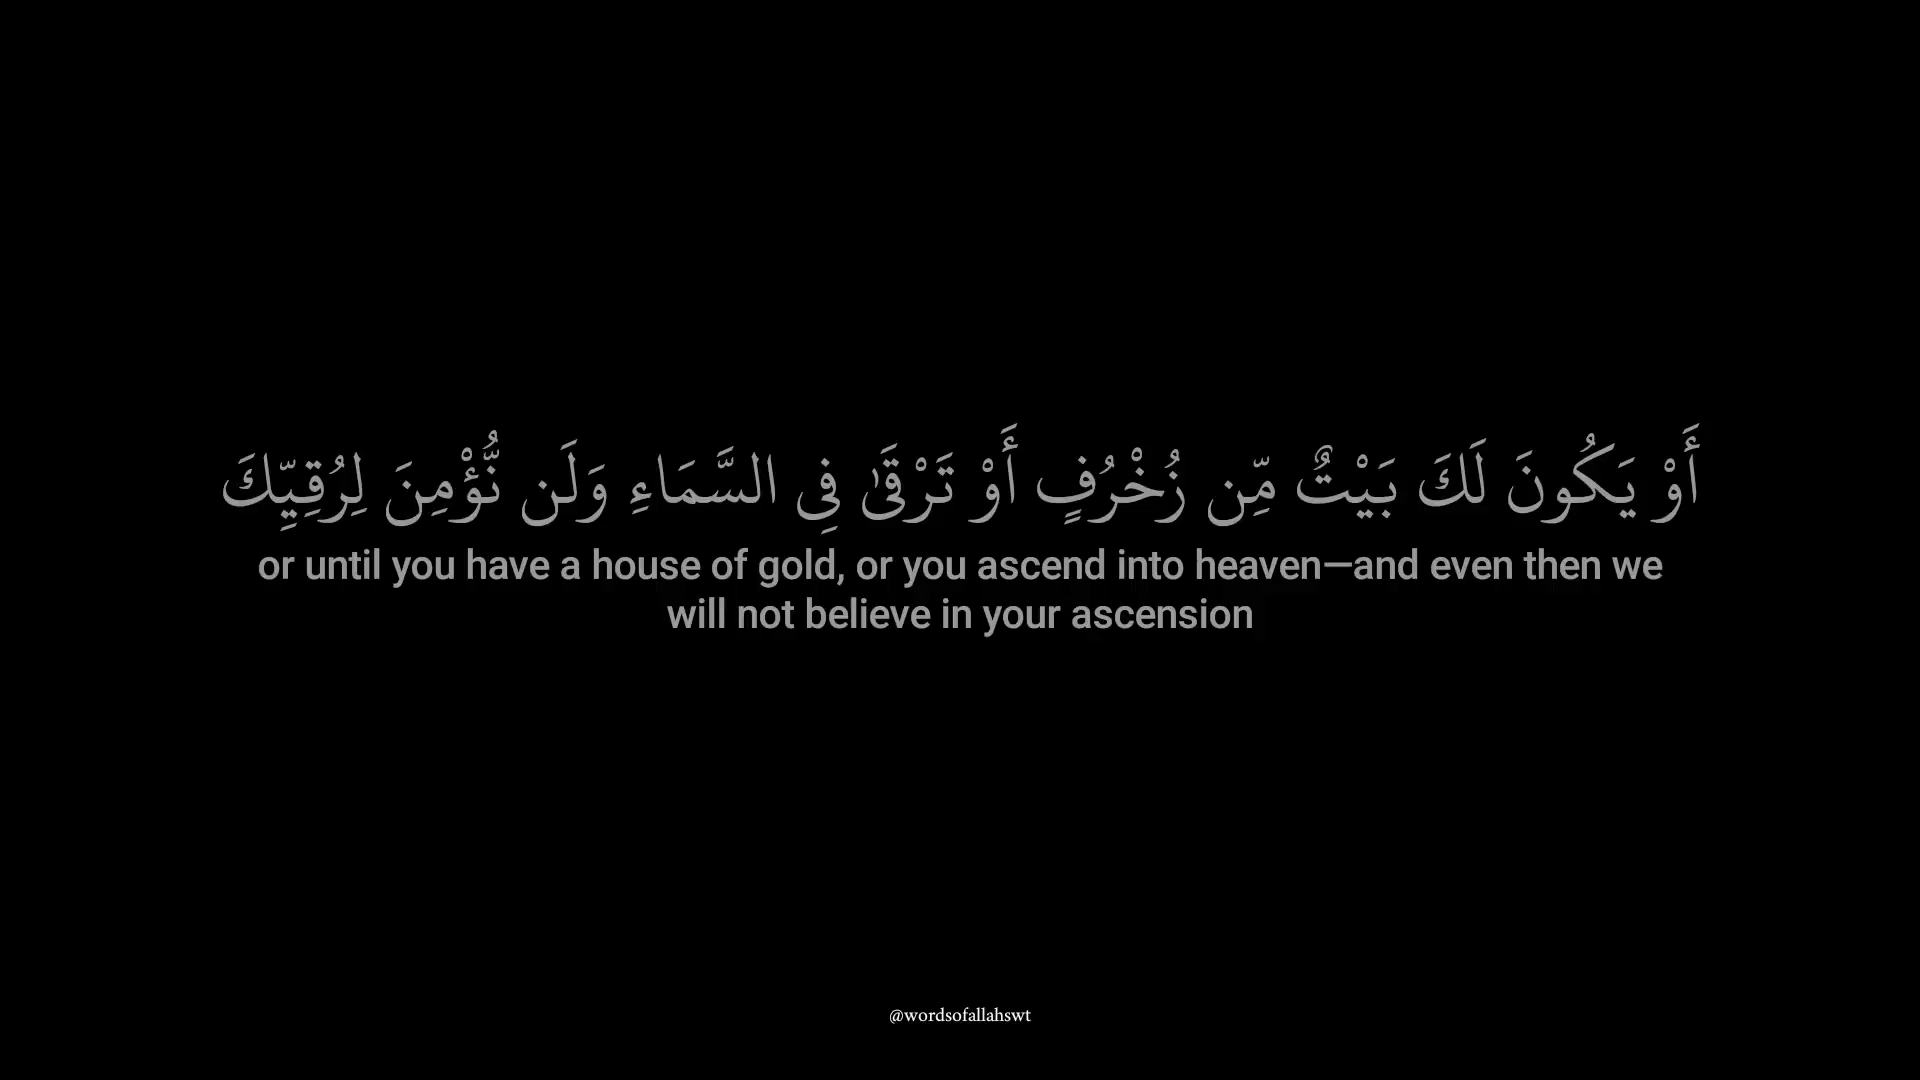 أَوْ يَكُونَ لَكَ بَيْتٌ مِّن زُخْرُفٍ أَوْ تَرْقَىٰ فِى السَّمَاءِ وَلَن نُّؤْمِنَ لِرُقِيِّكَ
or until you have a house of gold, or you ascend into heaven—and even then we
will not believe in your ascension
@wordsofallahswt